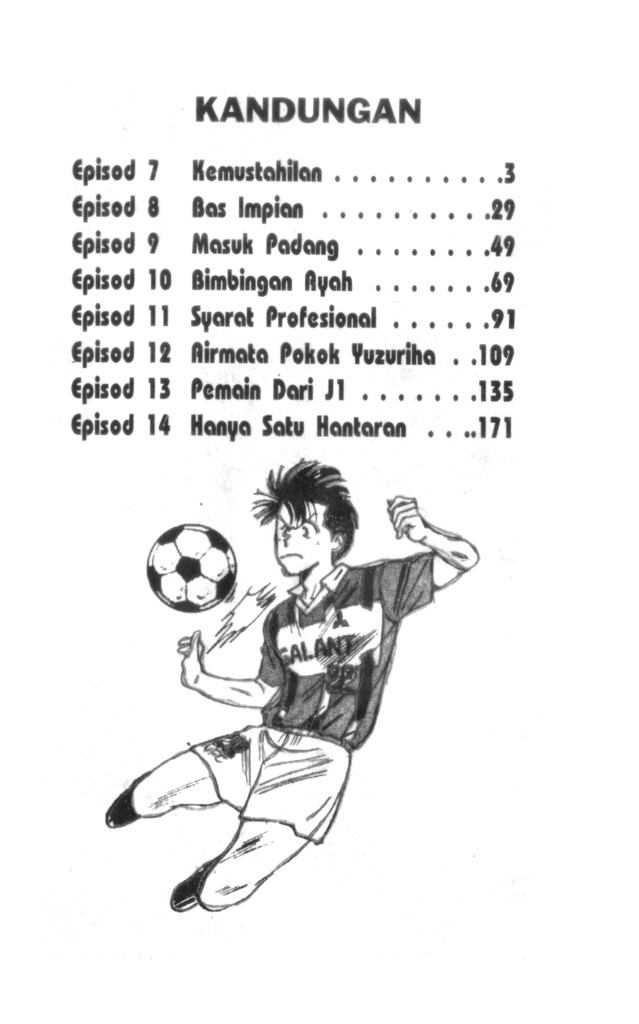 KANDUNGAN
Episod 7 Kemustahilan . . . . . . . . . .3
Episod 8 Bas Impian . . . . . . . . . .29
Episod 9 Masuk Padang . . . . . . . .49
Episod 10 Bimbingan Ayah . . . . . . .69
Episod 11 Syarat Profesional . . . . . .91
Episod 12 Airmata Pokok Yuzuriha . .109
Episod 13 Pemain Dari J1 . . . . . . .135
Episod 14 Hanya Satu Hantaran . . ..171
GALANT